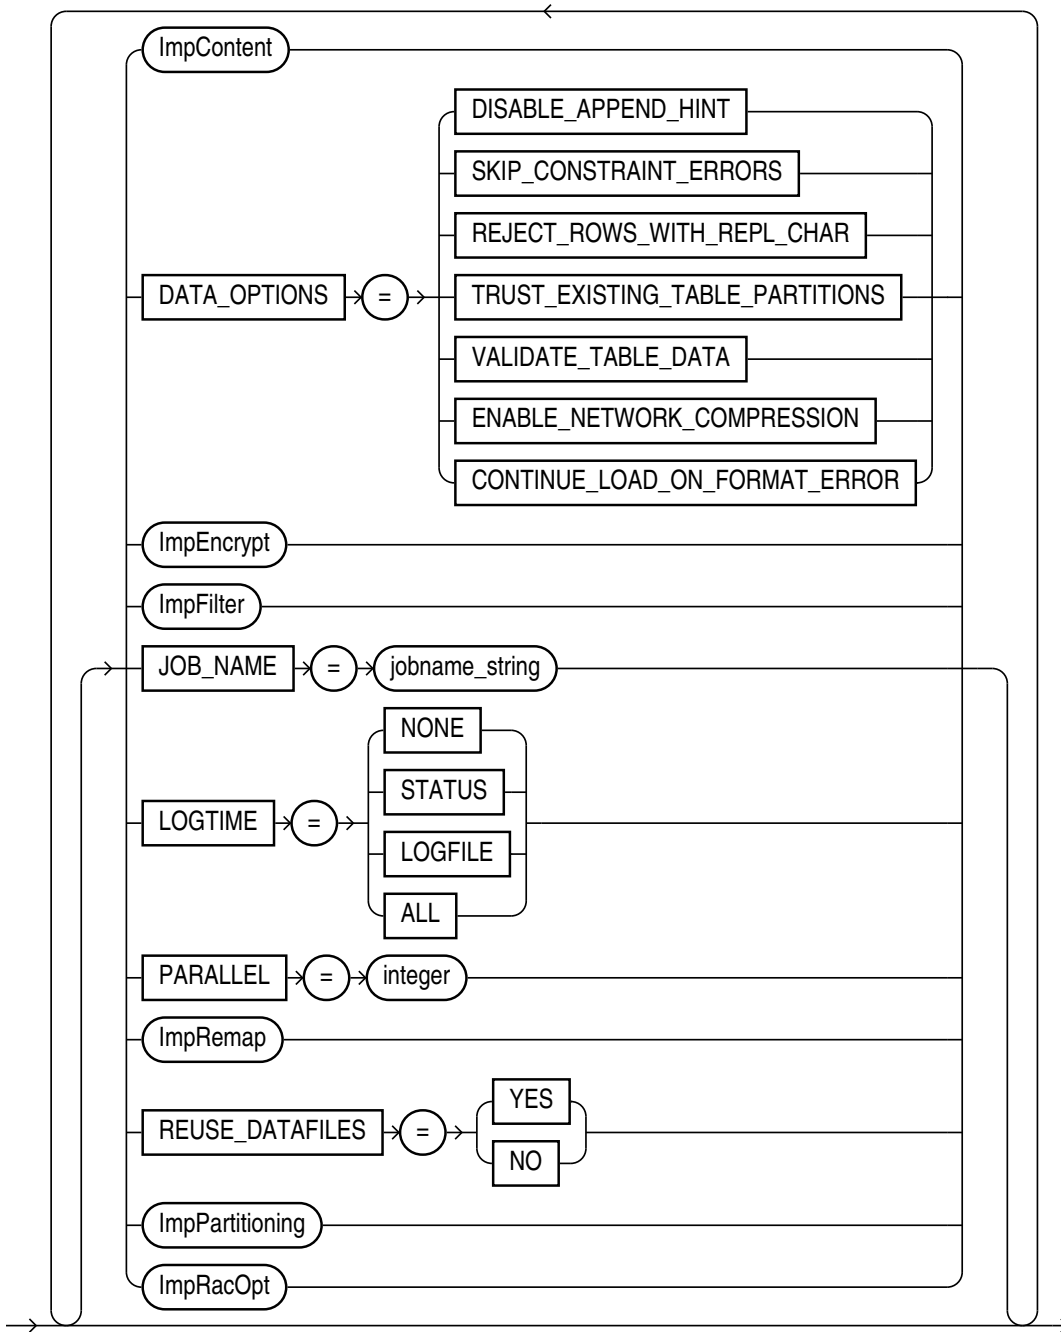 ImpContent
DISABLE_APPEND_HINT
SKIP_CONSTRAINT_ERRORS
REJECT_ROWS_WITH_REPL_CHAR
DATA_OPTIONS = TRUST_EXISTING_TABLE_PARTITIONS
VALIDATE_TABLE_DATA
ENABLE_NETWORK_COMPRESSION
CONTINUE_LOAD_ON_FORMAT_ERROR
ImpEncrypt
ImpFilter
JOB_NAME = jobname_string
NONE
STATUS
LOGTIME =
LOGFILE
ALL
PARALLEL = integer
ImpRemap
YES
REUSE_DATAFILES =
NO
ImpPartitioning
ImpRacOpt